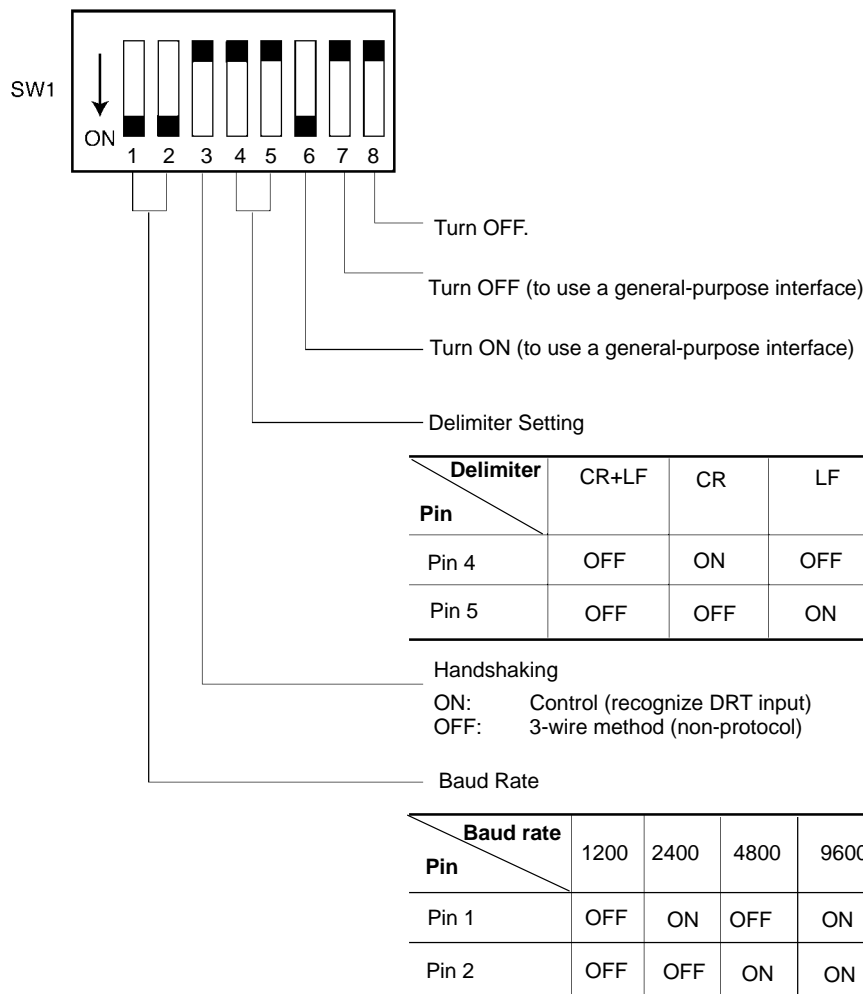 SW1
ON
1 2 3 4 5 6 7 8
Turn OFF.
Turn OFF (to use a general-purpose interface)
Turn ON (to use a general-purpose interface)
Delimiter Setting
Delimiter CR+LF CR LF
Pin
Pin 4 OFF ON OFF
Pin 5 OFF OFF ON
Handshaking
ON: Control (recognize DRT input)
OFF: 3-wire method (non-protocol)
Baud Rate
Baud rate 1200 2400 4800 9600
Pin
Pin 1 OFF ON OFF ON
Pin 2 OFF OFF ON ON